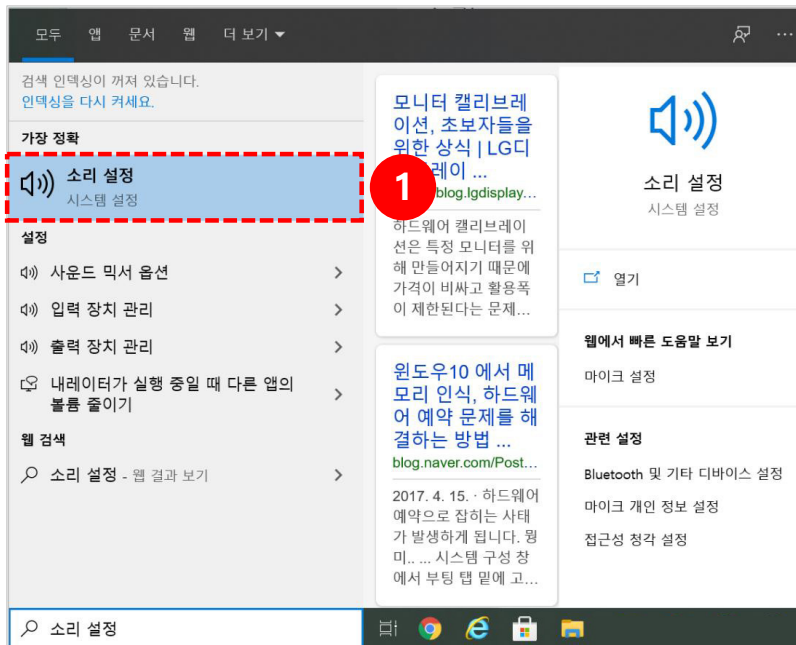 모두 앱 문서 웹 더 보기
검색 인덱싱이 꺼져 있습니다.
인덱싱을 다시 켜세요.
가장 정확
소리 설정
시스템 설정
1
설정
사운드 믹서 옵션
입력 장치 관리
출력 장치 관리
내레이터가 실행 중일 때 다른 앱의
볼륨 줄이기
웹 검색
소리 설정 - 웹 결과 보기
모니터 캘리브레
이션, 초보자들을
위한 상식 | LG디
레이 ...
blog.lgdisplay...
하드웨어 캘리브레이
션은 특정 모니터를 위
해 만들어지기 때문에
가격이 비싸고 활용폭
이 제한된다는 문제...
윈도우10 에서 메
모리 인식, 하드웨
어 예약 문제를 해
결하는 방법 ...
blog.naver.com/Post...
2017. 4. 15. · 하드웨어
예약으로 잡히는 사태
가 발생하게 됩니다. 뭥
미.. ... 시스템 구성 창
에서 부팅 탭 밑에 고...
소리 설정
시스템 설정
열기
웹에서 빠른 도움말 보기
마이크 설정
관련 설정
Bluetooth 및 기타 디바이스 설정
마이크 개인 정보 설정
접근성 청각 설정
소리 설정